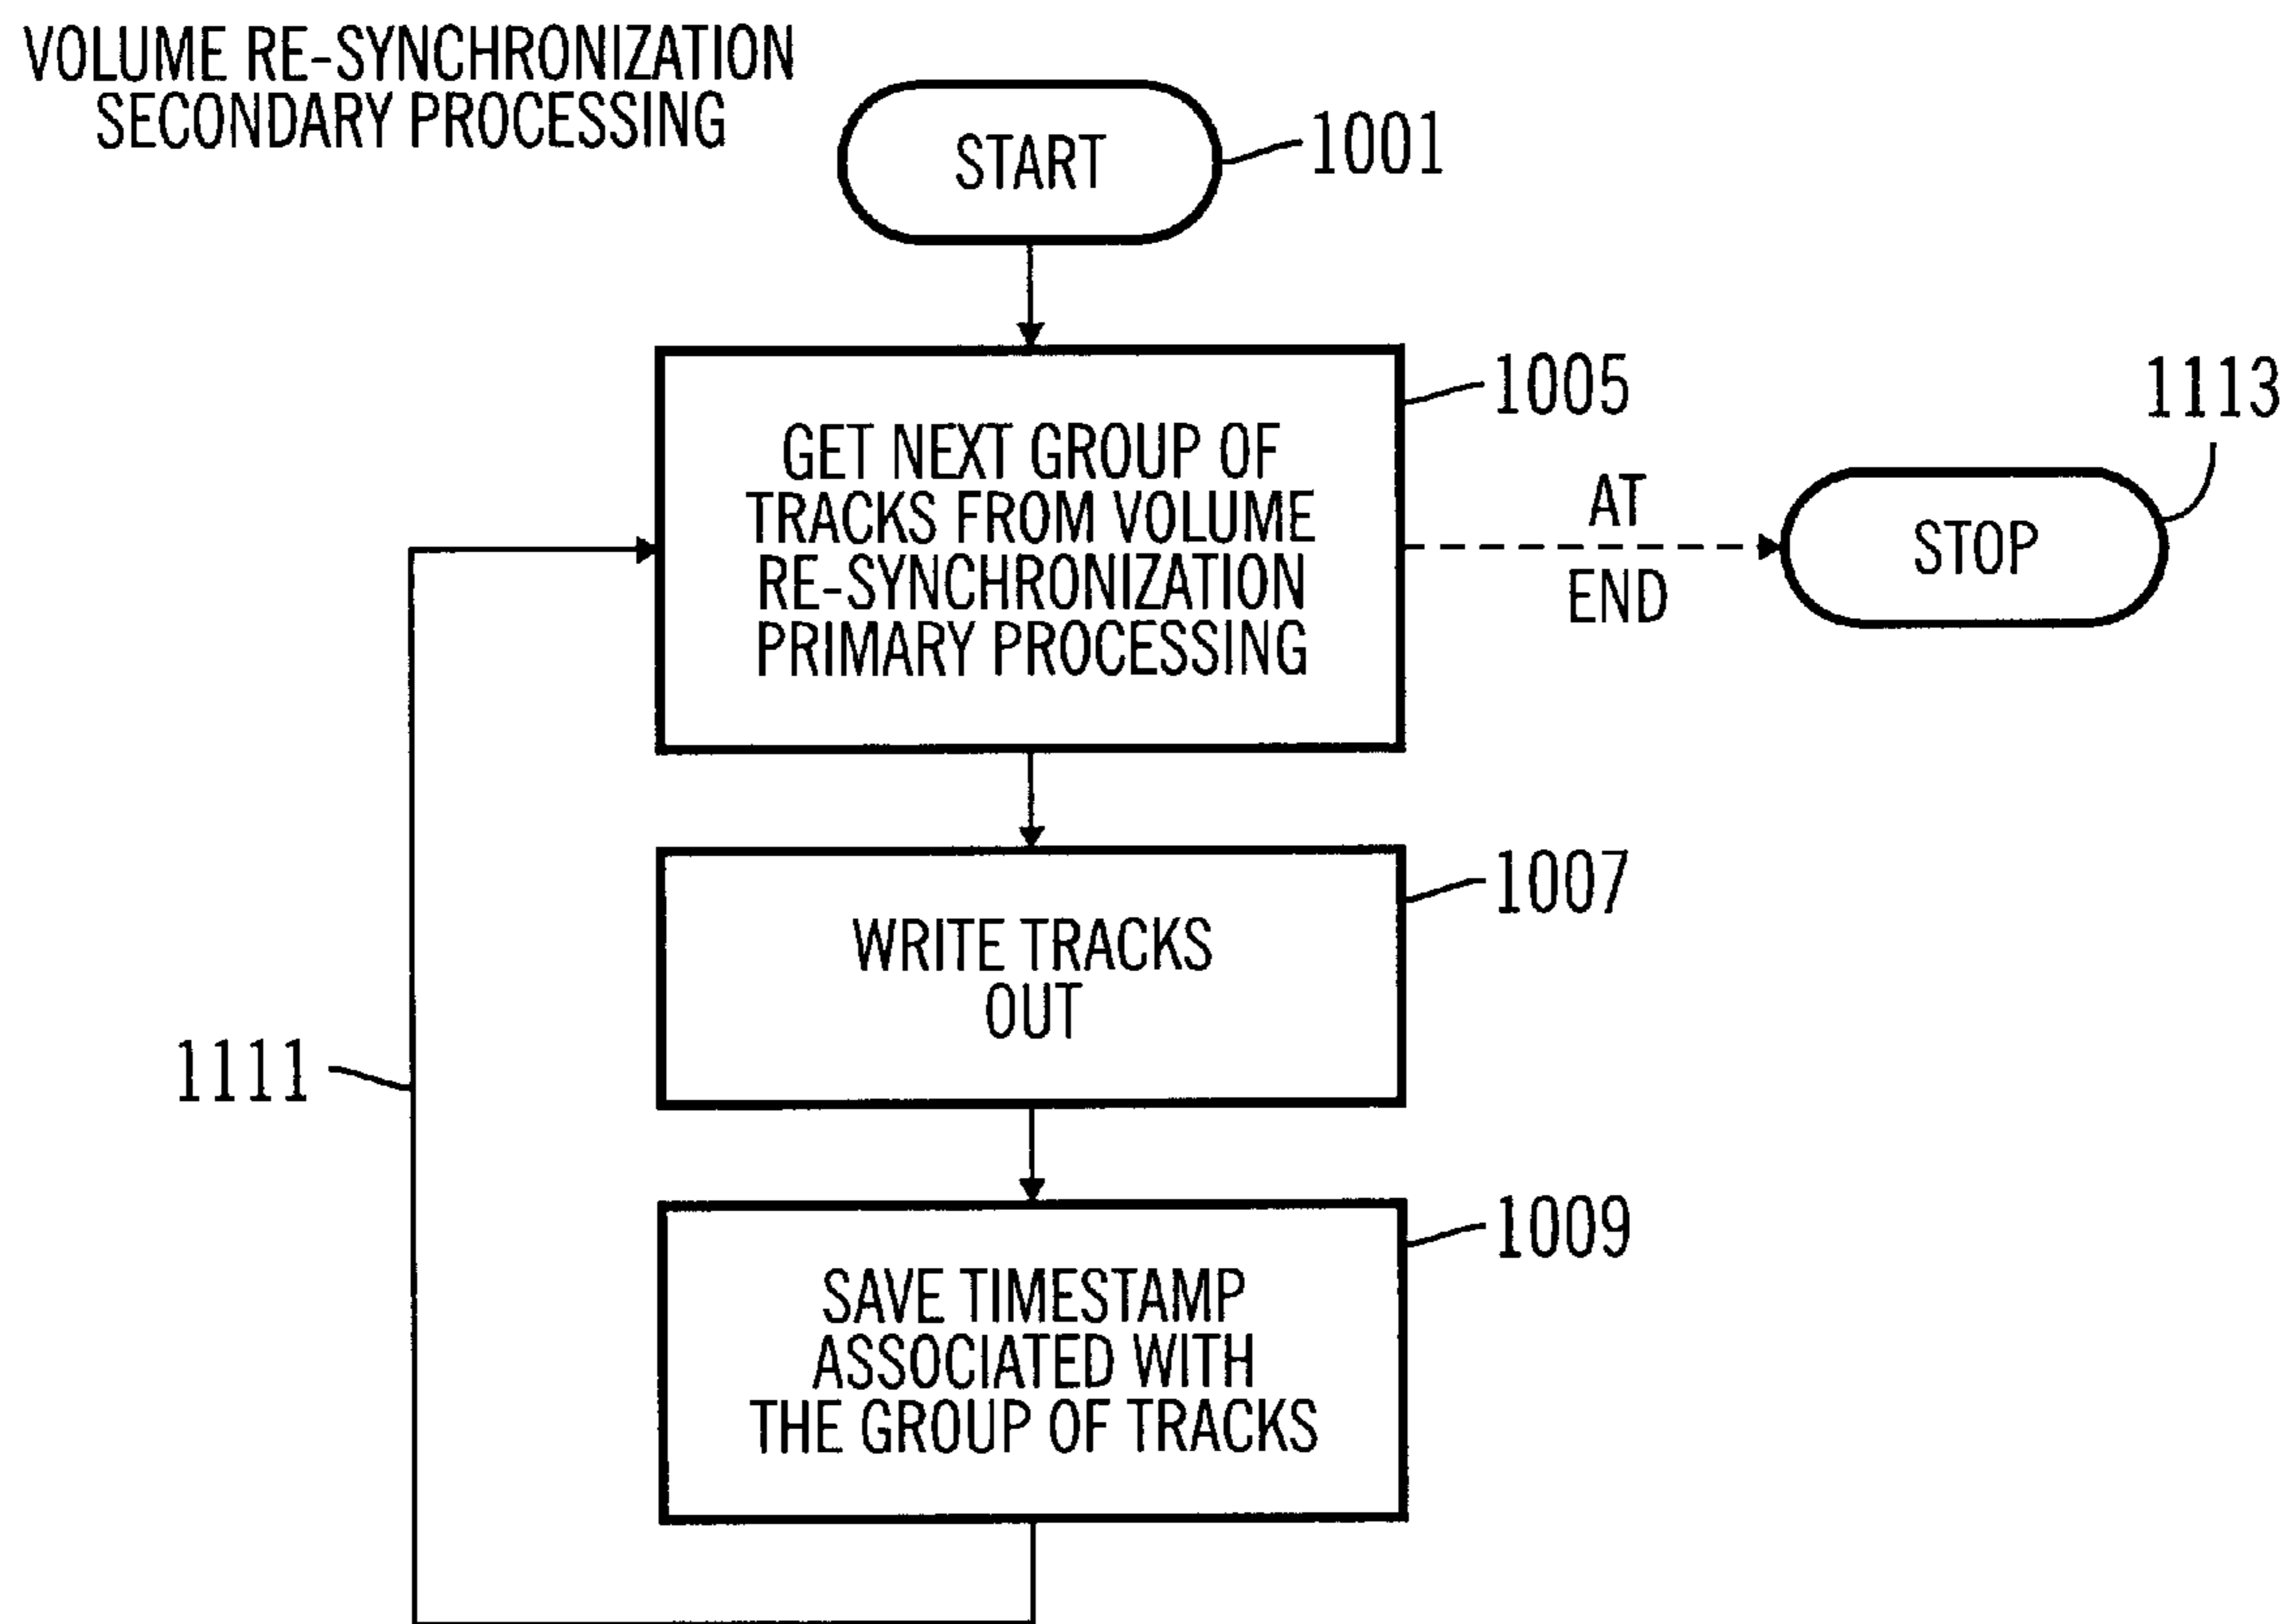 VOLUME RE-SYNCHRONIZATION
SECONDARY PROCESSING
START
1001
GET NEXT GROUP OF
TRACKS FROM VOLUME
RE-SYNCHRONIZATION
PRIMARY PROCESSING
1005
AT
END
STOP
1113
WRITE TRACKS
OUT
1007
1111
SAVE TIMESTAMP
ASSOCIATED WITH
THE GROUP OF TRACKS
1009